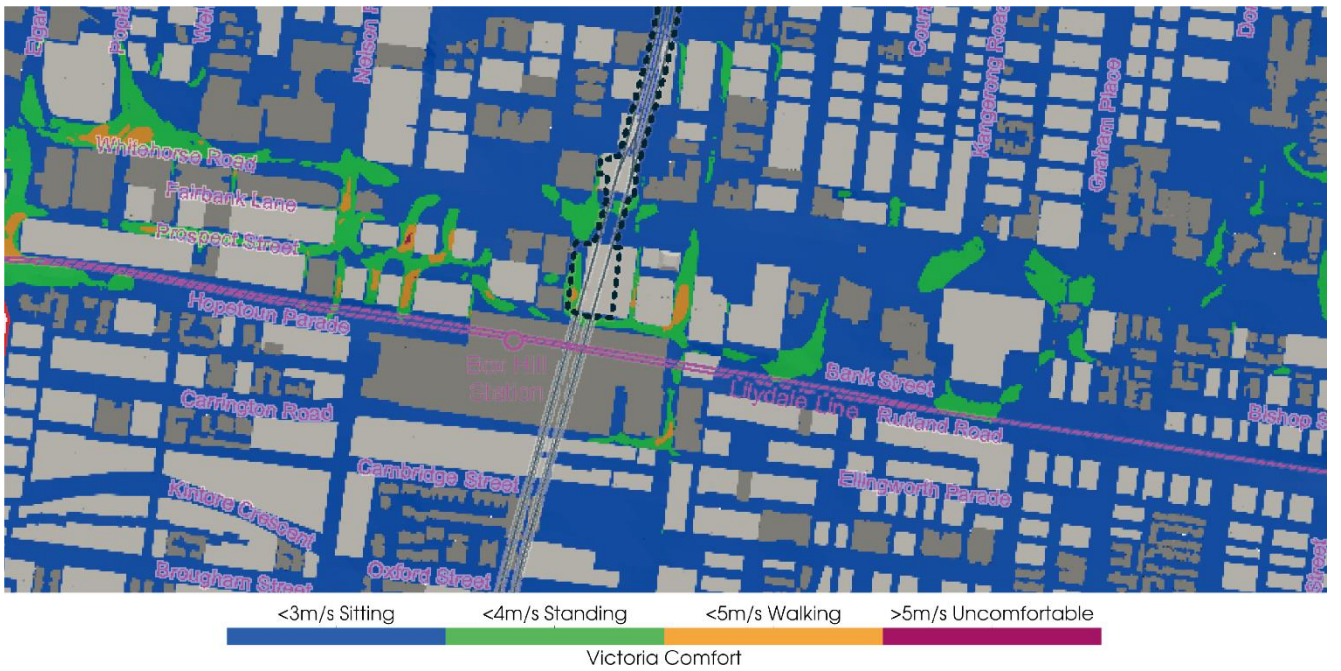 Elgar
Nelson R
Kangerong Road
Graham Place
Whitehorse Road
Fairbank Lane
Prospect Street
Hopetoun Parade
Box Hill
Station
Bank Street
Lilydale Line
Rutland Road
Bishop S
Carrington Road
Cambridge Street
Ellingworth Parade
Kintore Crescent
Brougham Street
Oxford Street
Street
<3m/s Sitting
<4m/s Standing
<5m/s Walking
>5m/s Uncomfortable
Victoria Comfort